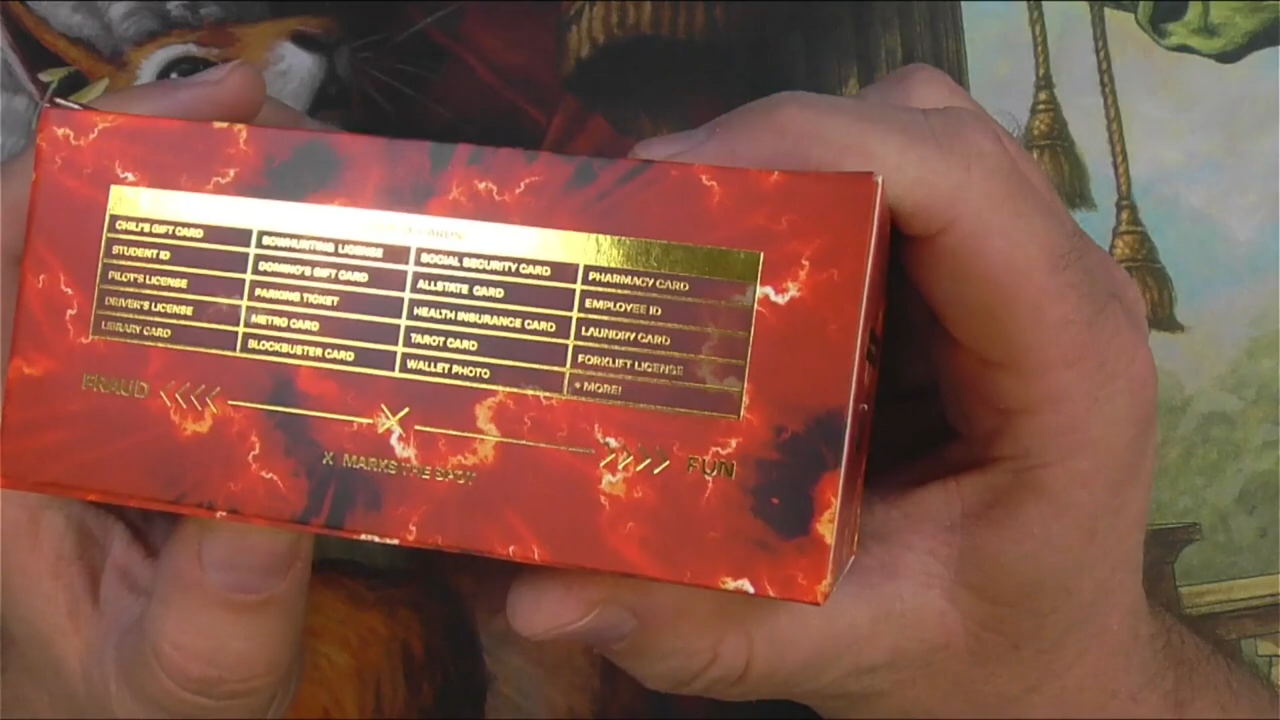 CHILI'S GIFT CARD
STUDENT ID
PILOT'S LICENSE
DRIVER'S LICENSE
LIBRARY CARD
BOWHUNTING LICENSE
DOMINO'S GIFT CARD
PARKING TICKET
METRO CARD
BLOCKBUSTER CARD
SOCIAL SECURITY CARD
ALLSTATE CARD
HEALTH INSURANCE CARD
TAROT CARD
WALLET PHOTO
PHARMACY CARD
EMPLOYEE ID
LAUNDRY CARD
FORKLIFT LICENSE
+ MORE!
FRAUD <<<< X >>>> FUN
X MARKS THE SPOT